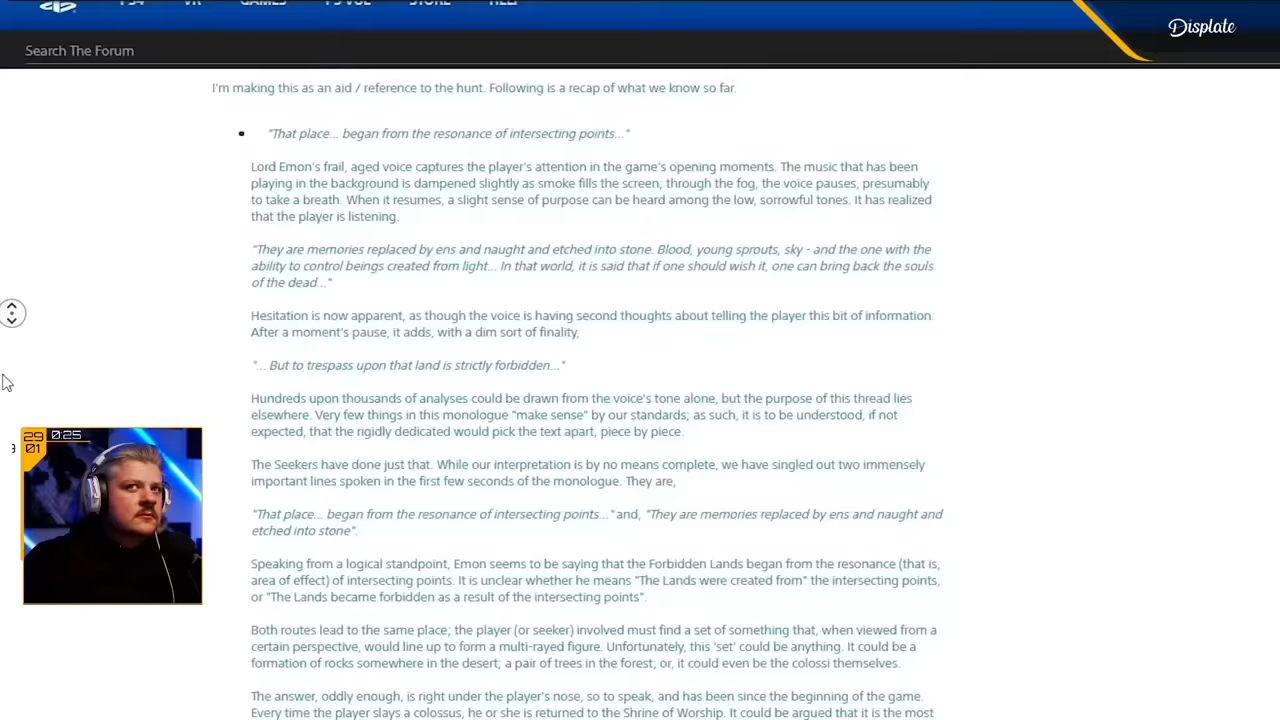 PS4 VR GAMES PS VUE STORE HELP
Displate
Search The Forum
I'm making this as an aid / reference to the hunt. Following is a recap of what we know so far.
"That place... began from the resonance of intersecting points..."
Lord Emon's frail, aged voice captures the player's attention in the game's opening moments. The music that has been
playing in the background is dampened slightly as smoke fills the screen; through the fog, the voice pauses, presumably
to take a breath. When it resumes, a slight sense of purpose can be heard among the low, sorrowful tones. It has realized
that the player is listening.
"They are memories replaced by ens and naught and etched into stone. Blood, young sprouts, sky - and the one with the
ability to control beings created from light... In that world, it is said that if one should wish it, one can bring back the souls
of the dead..."
Hesitation is now apparent, as though the voice is having second thoughts about telling the player this bit of information.
After a moment's pause, it adds, with a dim sort of finality,
"... But to trespass upon that land is strictly forbidden..."
Hundreds upon thousands of analyses could be drawn from the voice's tone alone, but the purpose of this thread lies
elsewhere. Very few things in this monologue "make sense" by our standards; as such, it is to be understood, if not
expected, that the rigidly dedicated would pick the text apart, piece by piece.
The Seekers have done just that. While our interpretation is by no means complete, we have singled out two immensely
important lines spoken in the first few seconds of the monologue. They are,
"That place... began from the resonance of intersecting points..." and, "They are memories replaced by ens and naught and
etched into stone".
Speaking from a logical standpoint, Emon seems to be saying that the Forbidden Lands began from the resonance (that is,
area of effect) of intersecting points. It is unclear whether he means "The Lands were created from" the intersecting points,
or "The Lands became forbidden as a result of the intersecting points".
Both routes lead to the same place; the player (or seeker) involved must find a set of something that, when viewed from a
certain perspective, would line up to form a multi-rayed figure. Unfortunately, this 'set' could be anything. It could be a
formation of rocks somewhere in the desert; a pair of trees in the forest; or, it could even be the colossi themselves.
The answer, oddly enough, is right under the player's nose, so to speak, and has been since the beginning of the game.
Every time the player slays a colossus, he or she is returned to the Shrine of Worship. It could be argued that it is the most
29
01
0:25